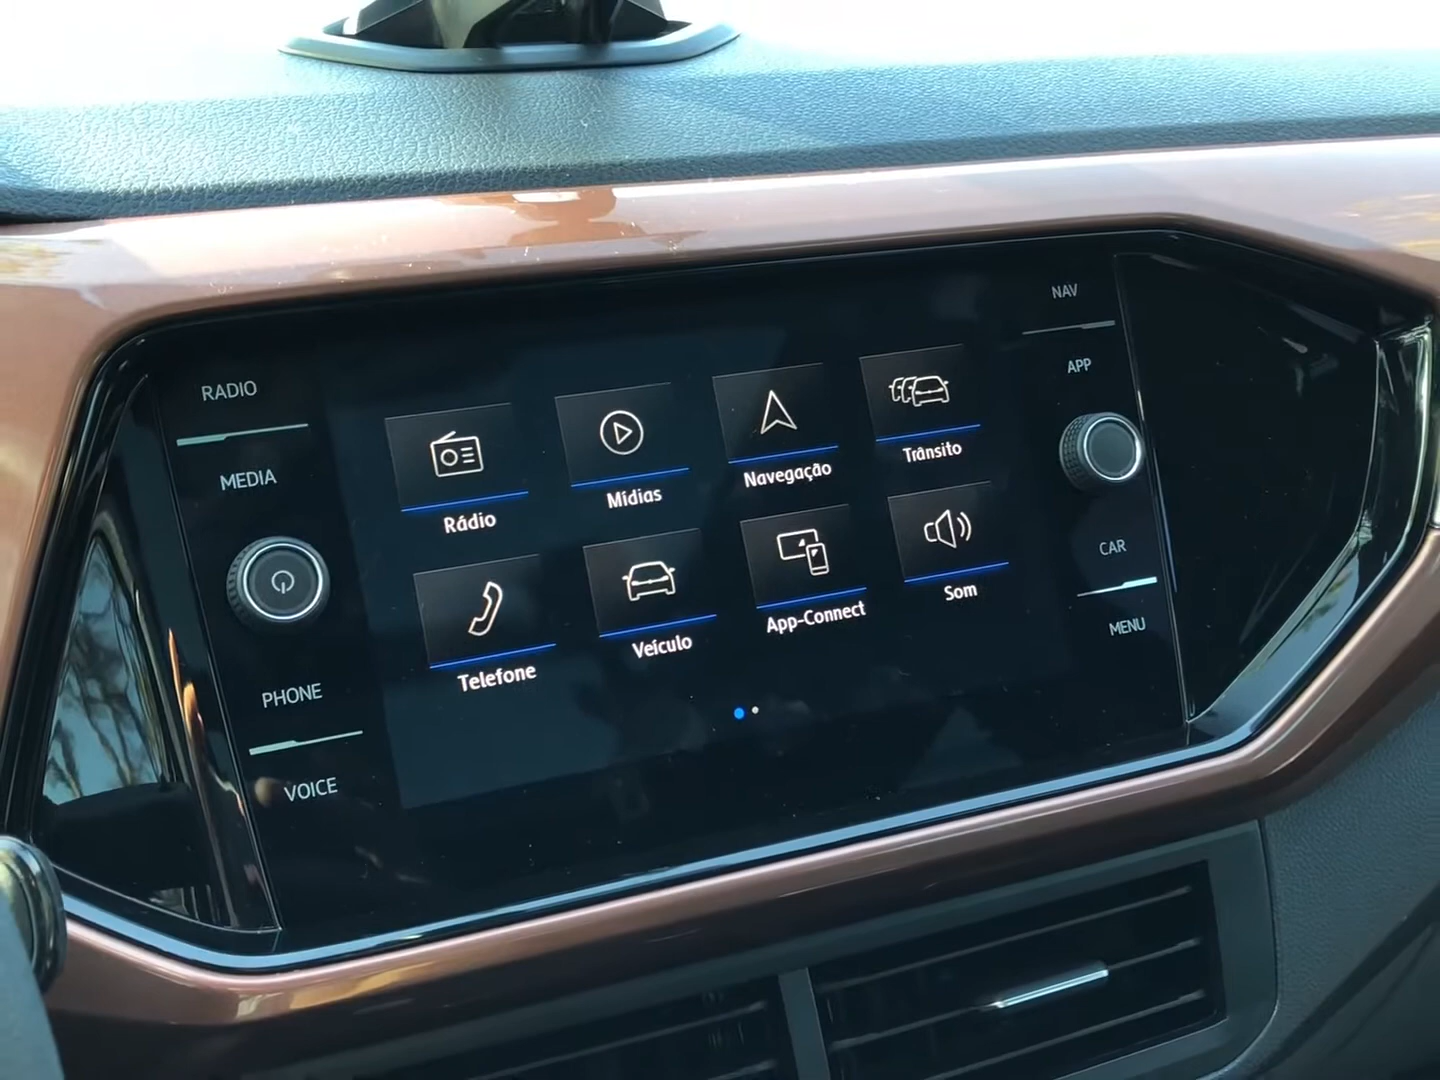 RADIO
MEDIA
PHONE
VOICE
Rádio
Mídias
Navegação
Trânsito
Telefone
Veículo
App-Connect
Som
NAV
APP
CAR
MENU